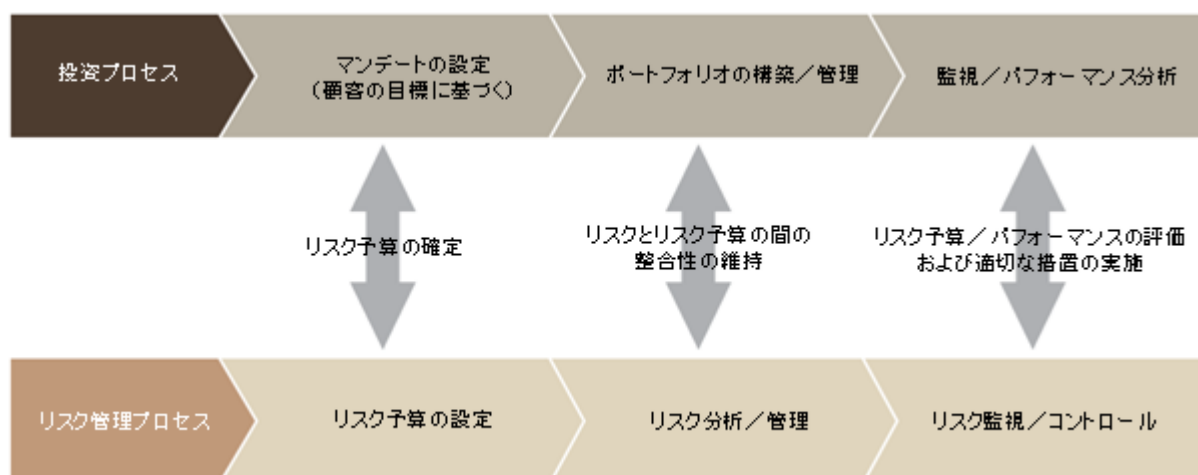 投資プロセス
マンデートの設定
（顧客の目標に基づく）
ポートフォリオの構築／管理
監視／パフォーマンス分析
リスク予算の確定
リスクとリスク予算の間の
整合性の維持
リスク予算／パフォーマンスの評価
および適切な措置の実施
リスク管理プロセス
リスク予算の設定
リスク分析／管理
リスク監視／コントロール